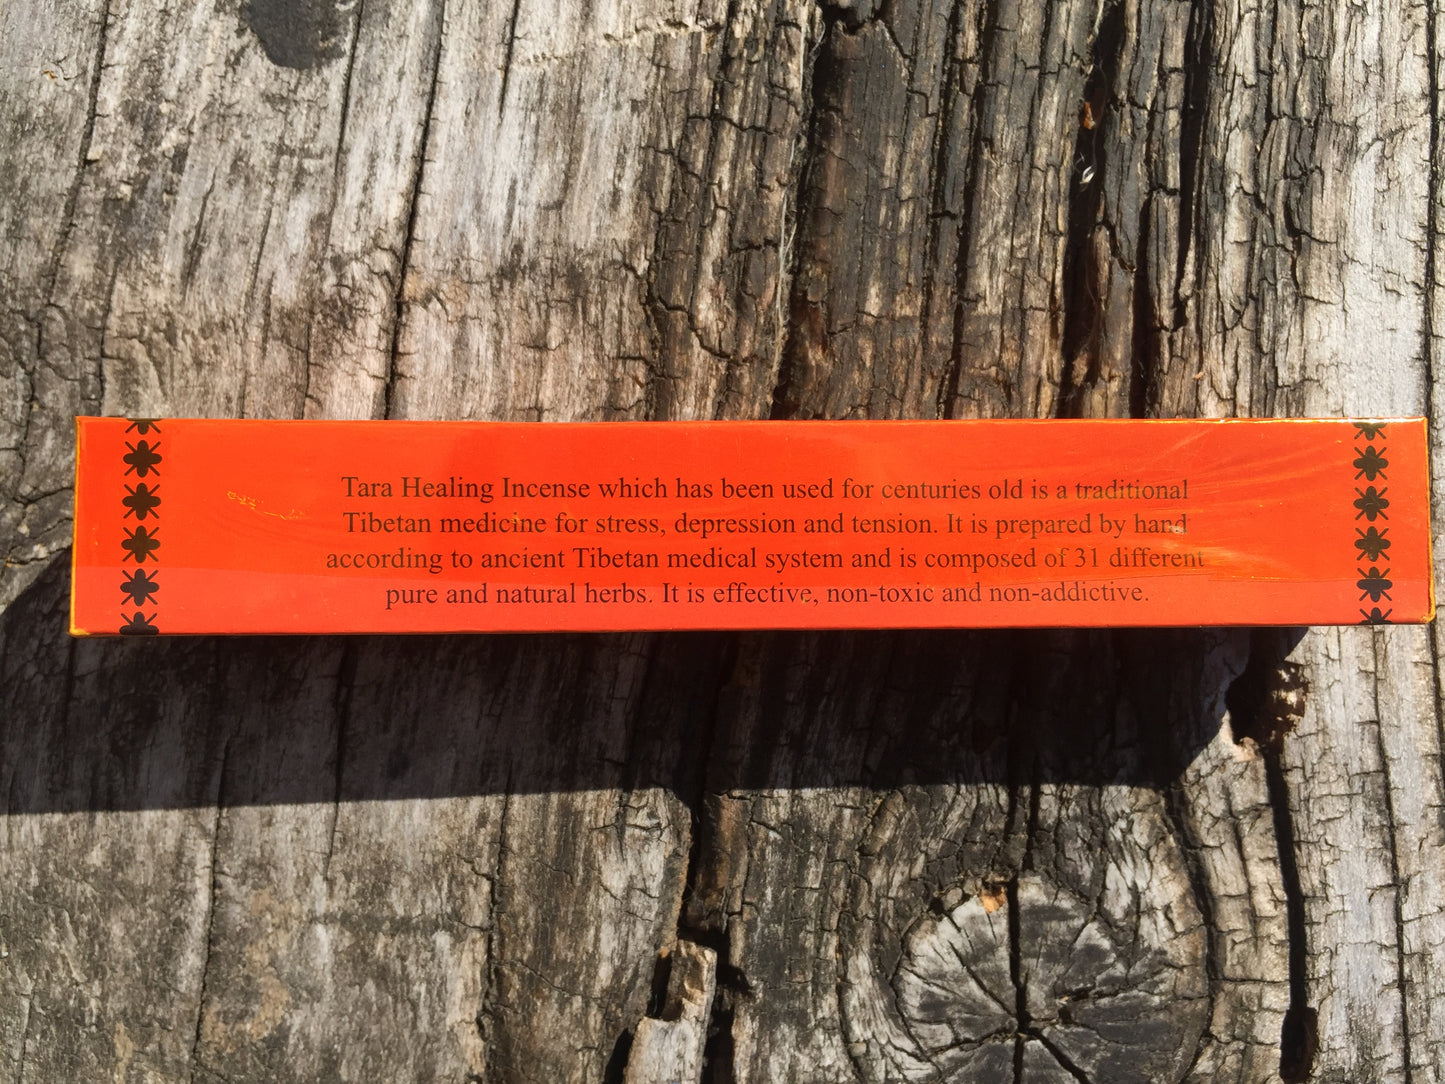 Tara Healing Incense which has been used for centuries old is a traditional
Tibetan medicine for stress, depression and tension. It is prepared by hand
according to ancient Tibetan medical system and is composed of 31 different
pure and natural herbs. It is effective, non-toxic and non-addictive.